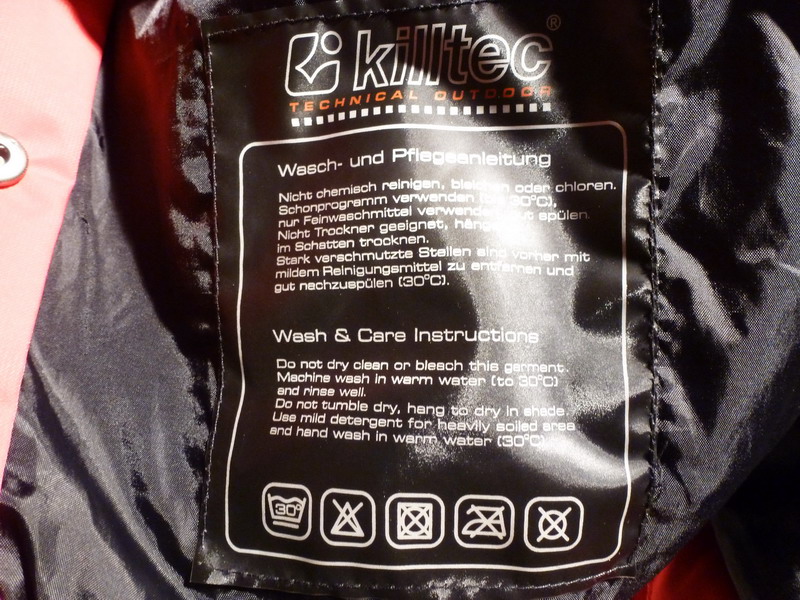 killtec®
TECHNICAL OUTDOOR
Wasch- und Pflegeanleitung
Nicht chemisch reinigen, bleichen oder chloren.
Schonprogramm verwenden (bis 30°C),
nur Feinwaschmittel verwenden, gut spülen.
Nicht Trockner geeignet, hängend
im Schatten trocknen.
Stark verschmutzte Stellen sind vorher mit
mildem Reinigungsmittel zu entfernen und
gut nachzuspülen (30°C).
Wash & Care Instructions
Do not dry clean or bleach this garment.
Machine wash in warm water (to 30°C)
and rinse well.
Do not tumble dry, hang to dry in shade.
Use mild detergent for heavily soiled area
and hand wash in warm water (30°C).
30°